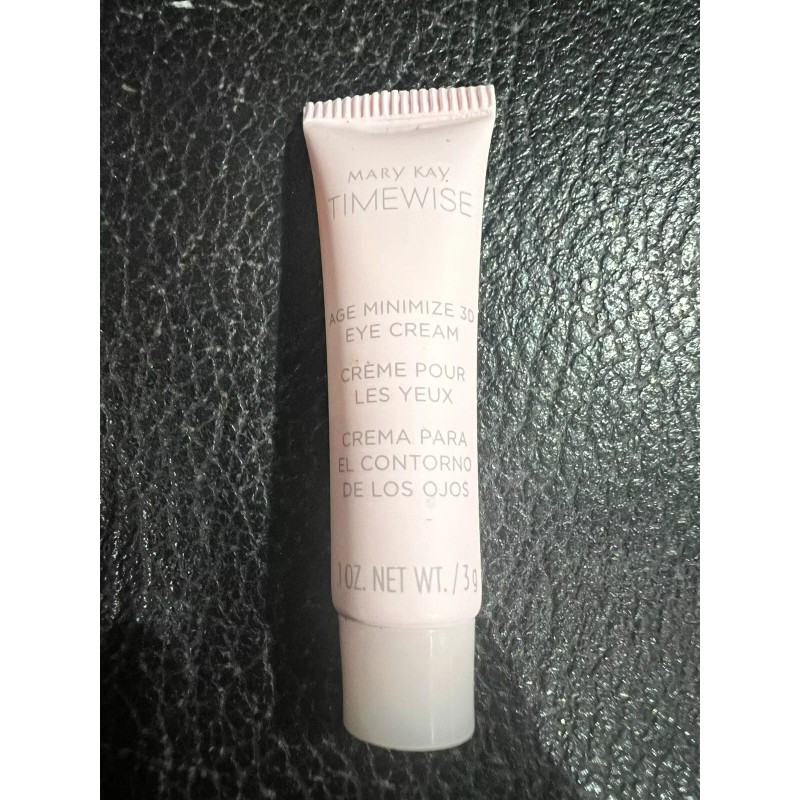 MARY KAY
TIMEWISE
AGE MINIMIZE 3D
EYE CREAM
CRÈME POUR
LES YEUX
CREMA PARA
EL CONTORNO
DE LOS OJOS
.1 OZ. NET WT. / 3 g